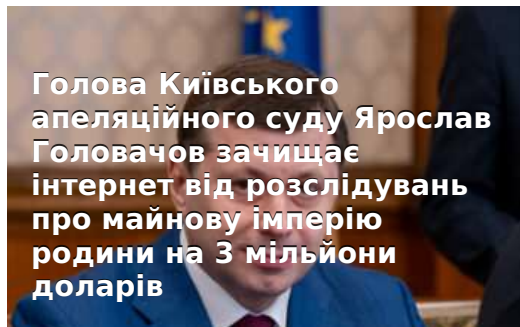 Голова Київського
апеляційного суду Ярослав
Головачов зачищає
інтернет від розслідувань
про майнову імперію
родини на 3 мільйони
доларів